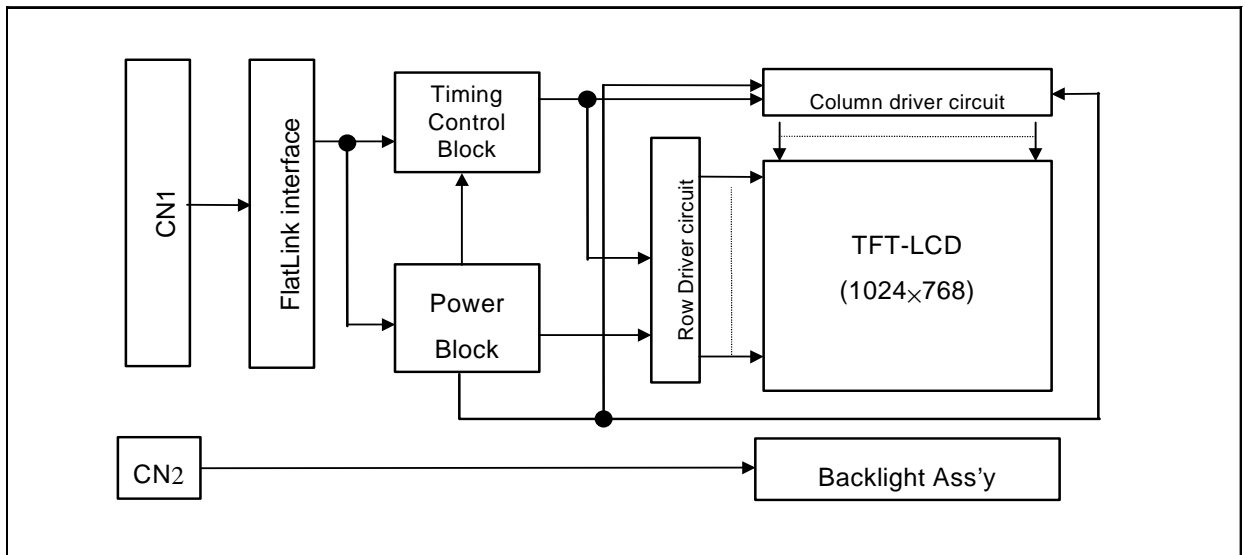 CN1
FlatLink interface
Timing
Control
Block
Power
Block
Row Driver circuit
Column driver circuit
TFT-LCD
(1024×768)
CN2
Backlight Ass'y